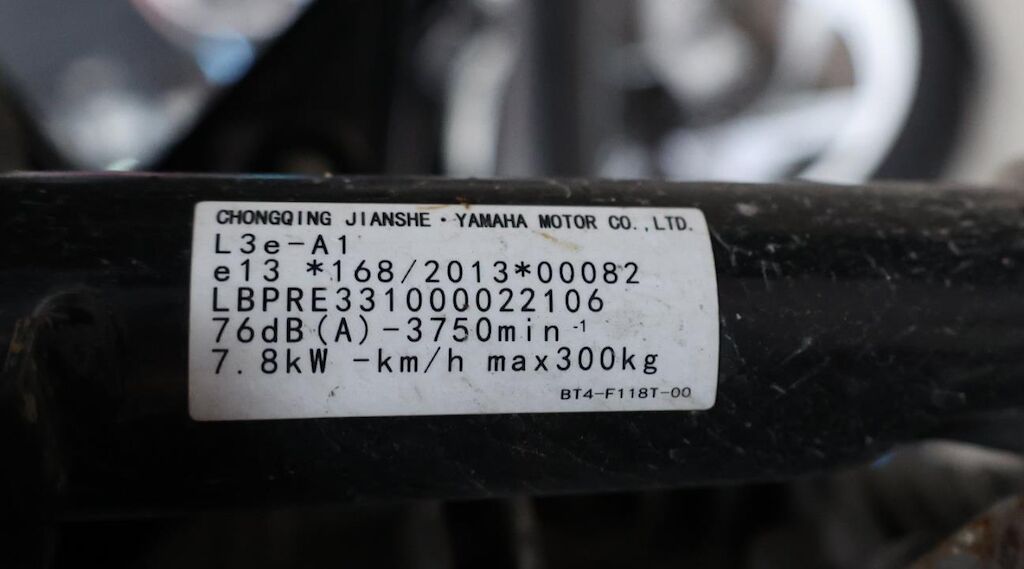 CHONGQING JIANSHE・YAMAHA MOTOR CO.,LTD.
L3e-A1
e13 *168/2013*00082
LBPRE331000022106
76dB(A)-3750min⁻¹
7.8kW -km/h max300kg
BT4-F118T-00